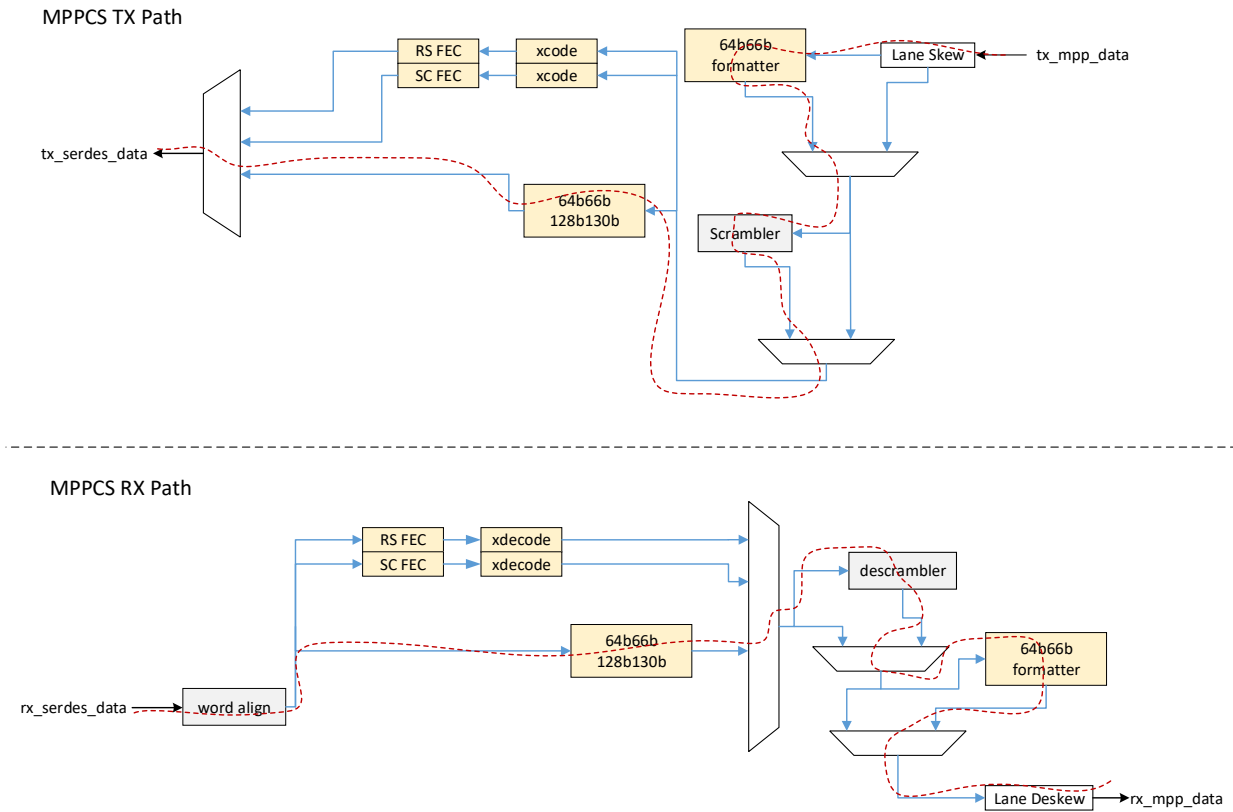 MPPCS TX Path
RS FEC
xcode
64b66b
formatter
Lane Skew
tx_mpp_data
SC FEC
xcode
tx_serdes_data
64b66b
128b130b
Scrambler
MPPCS RX Path
RS FEC
xdecode
SC FEC
xdecode
descrambler
64b66b
128b130b
64b66b
formatter
rx_serdes_data
word align
Lane Deskew
rx_mpp_data